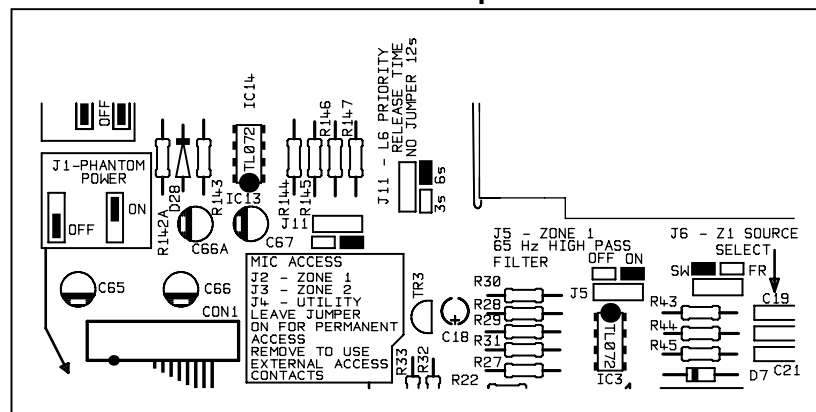 OFF
J1-PHANTOM
POWER
OFF
ON
R142A
D28
R143
IC14
TL072
IC13
C66A
C67
R144
R145
R146
R147
J11
J11 - L6 PRIORITY
RELEASE TIME
NO JUMPER 12s
6s
3s
C65
C66
CON1
MIC ACCESS
J2 - ZONE 1
J3 - ZONE 2
J4 - UTILITY
LEAVE JUMPER
ON FOR PERMANENT
ACCESS
REMOVE TO USE
EXTERNAL ACCESS
CONTACTS
TR3
C18
R33
R32
J5 - ZONE 1
65 Hz HIGH PASS
FILTER
OFF ON
J5
R30
R28
R29
R31
R27
R22
TL072
IC3
J6 - Z1 SOURCE
SELECT
SW
FR
R43
R44
R45
D7
C19
C21